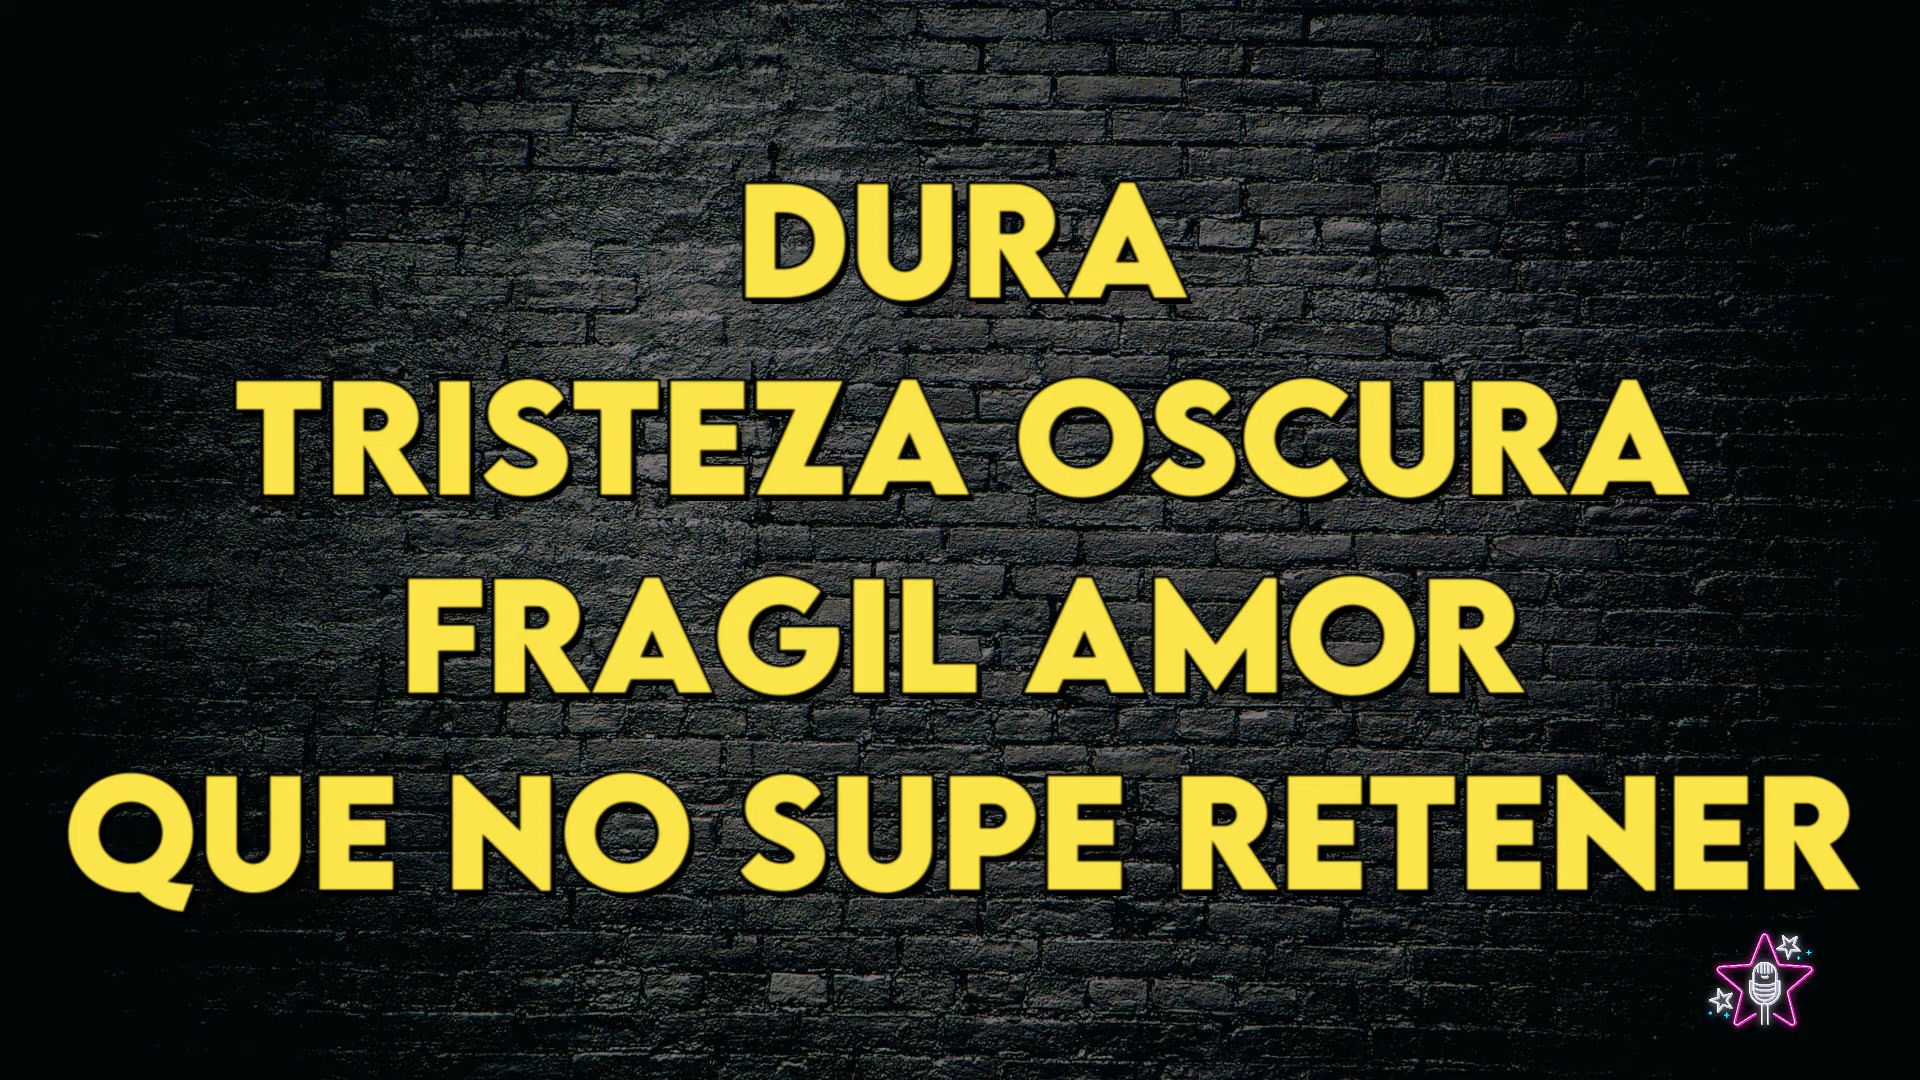 DURA
TRISTEZA OSCURA
FRAGIL AMOR
QUE NO SUPE RETENER